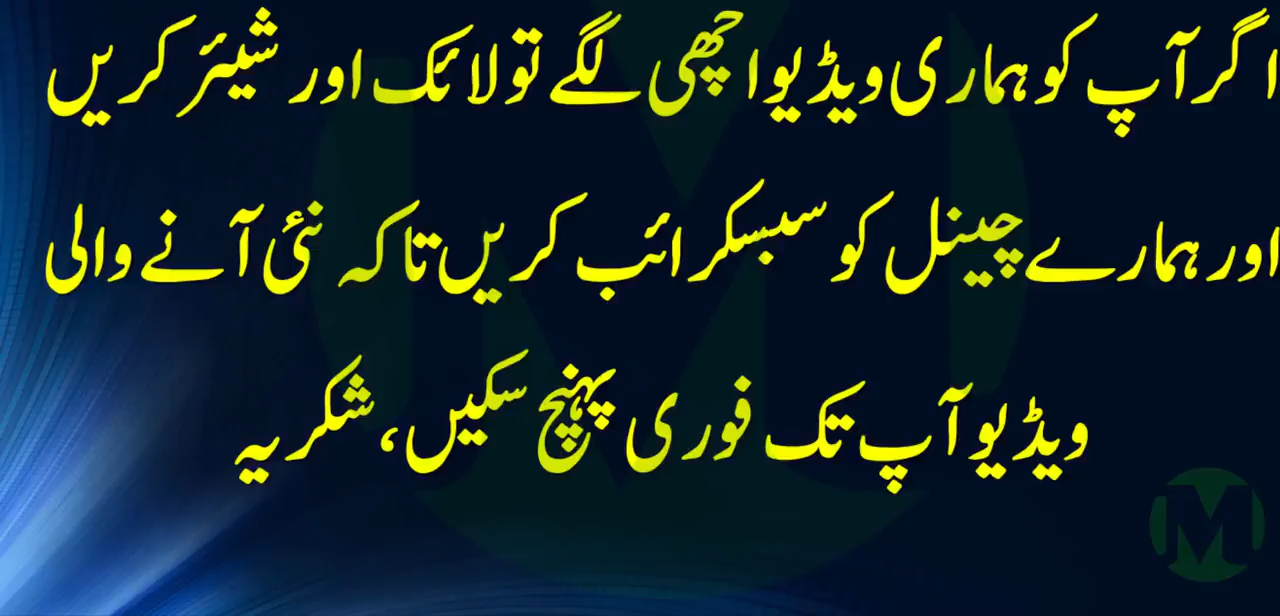 اگر آپ کو ہماری ویڈیو اچھی لگے تو لائک اور شیئر کریں
اور ہمارے چینل کو سبسکرائب کریں تاکہ نئی آنے والی
ویڈیو آپ تک فوری پہنچ سکیں، شکریہ
M